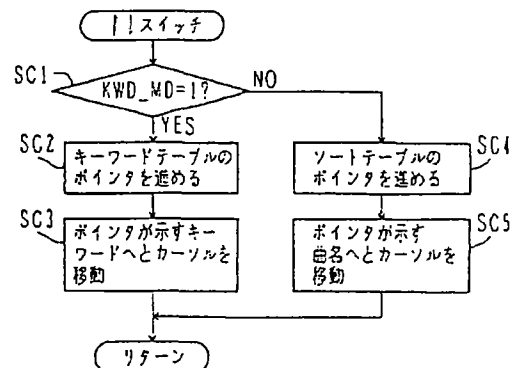 スイッチ
SC1
KWD_MD=1?
NO
YES
SC2
キーワードテーブルの
ポインタを進める
ソートテーブルの
ポインタを進める
SC4
SC3
ポインタが示すキー
ワードへとカーソルを
移動
ポインタが示す
曲名へとカーソルを
移動
SC5
リターン